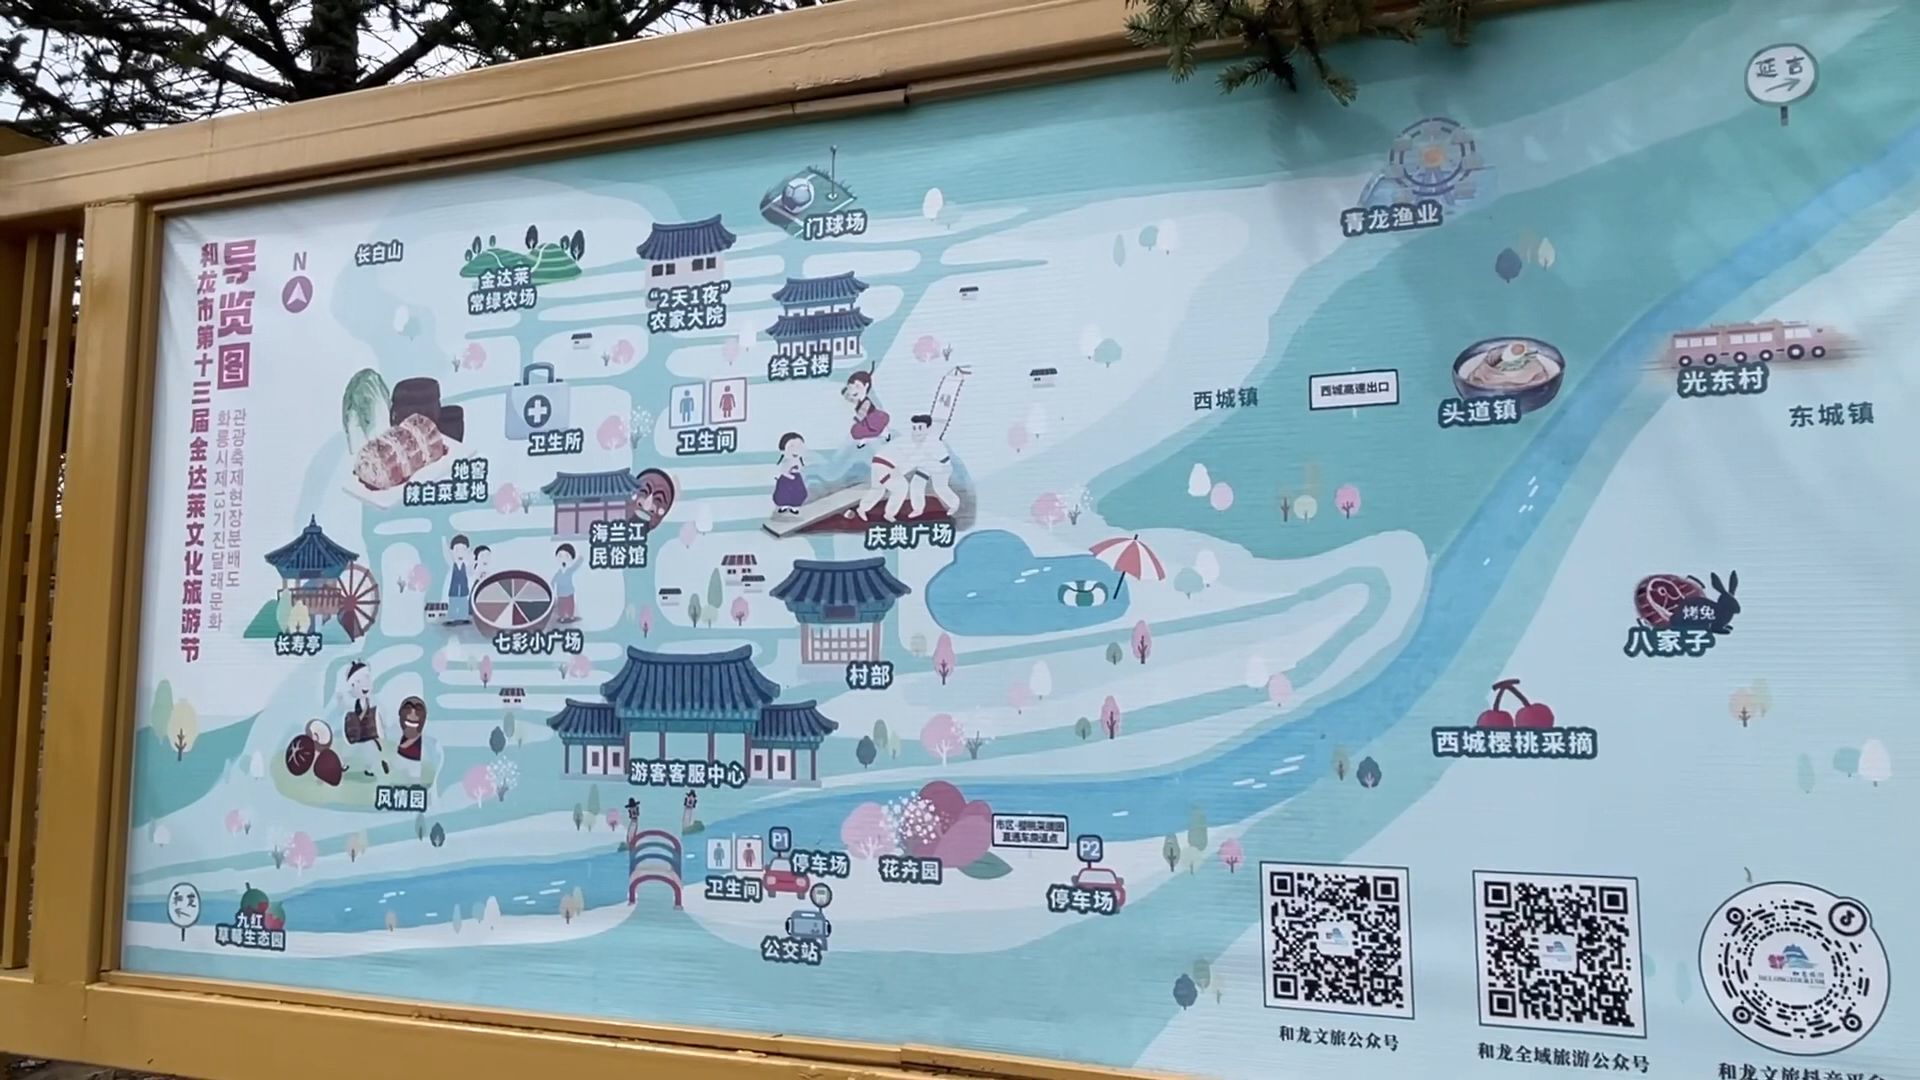 导览图
和龙市第十三届金达莱文化旅游节
관광축제현장분배도
화룡시제13기진달래문화
N
长白山
金达莱
常绿农场
“2天1夜”
农家大院
门球场
综合楼
青龙渔业
延吉
地窖
辣白菜基地
卫生所
卫生间
福
西城镇
西城高速出口
头道镇
光东村
东城镇
海兰江
民俗馆
庆典广场
长寿亭
七彩小广场
村部
烤兔
八家子
风情园
游客客服中心
西城樱桃采摘
和龙
九红
草莓生态园
卫生间
P1
停车场
公交站
花卉园
P2
停车场
和龙文旅公众号
和龙全域旅游公众号
和龙文旅抖音平台